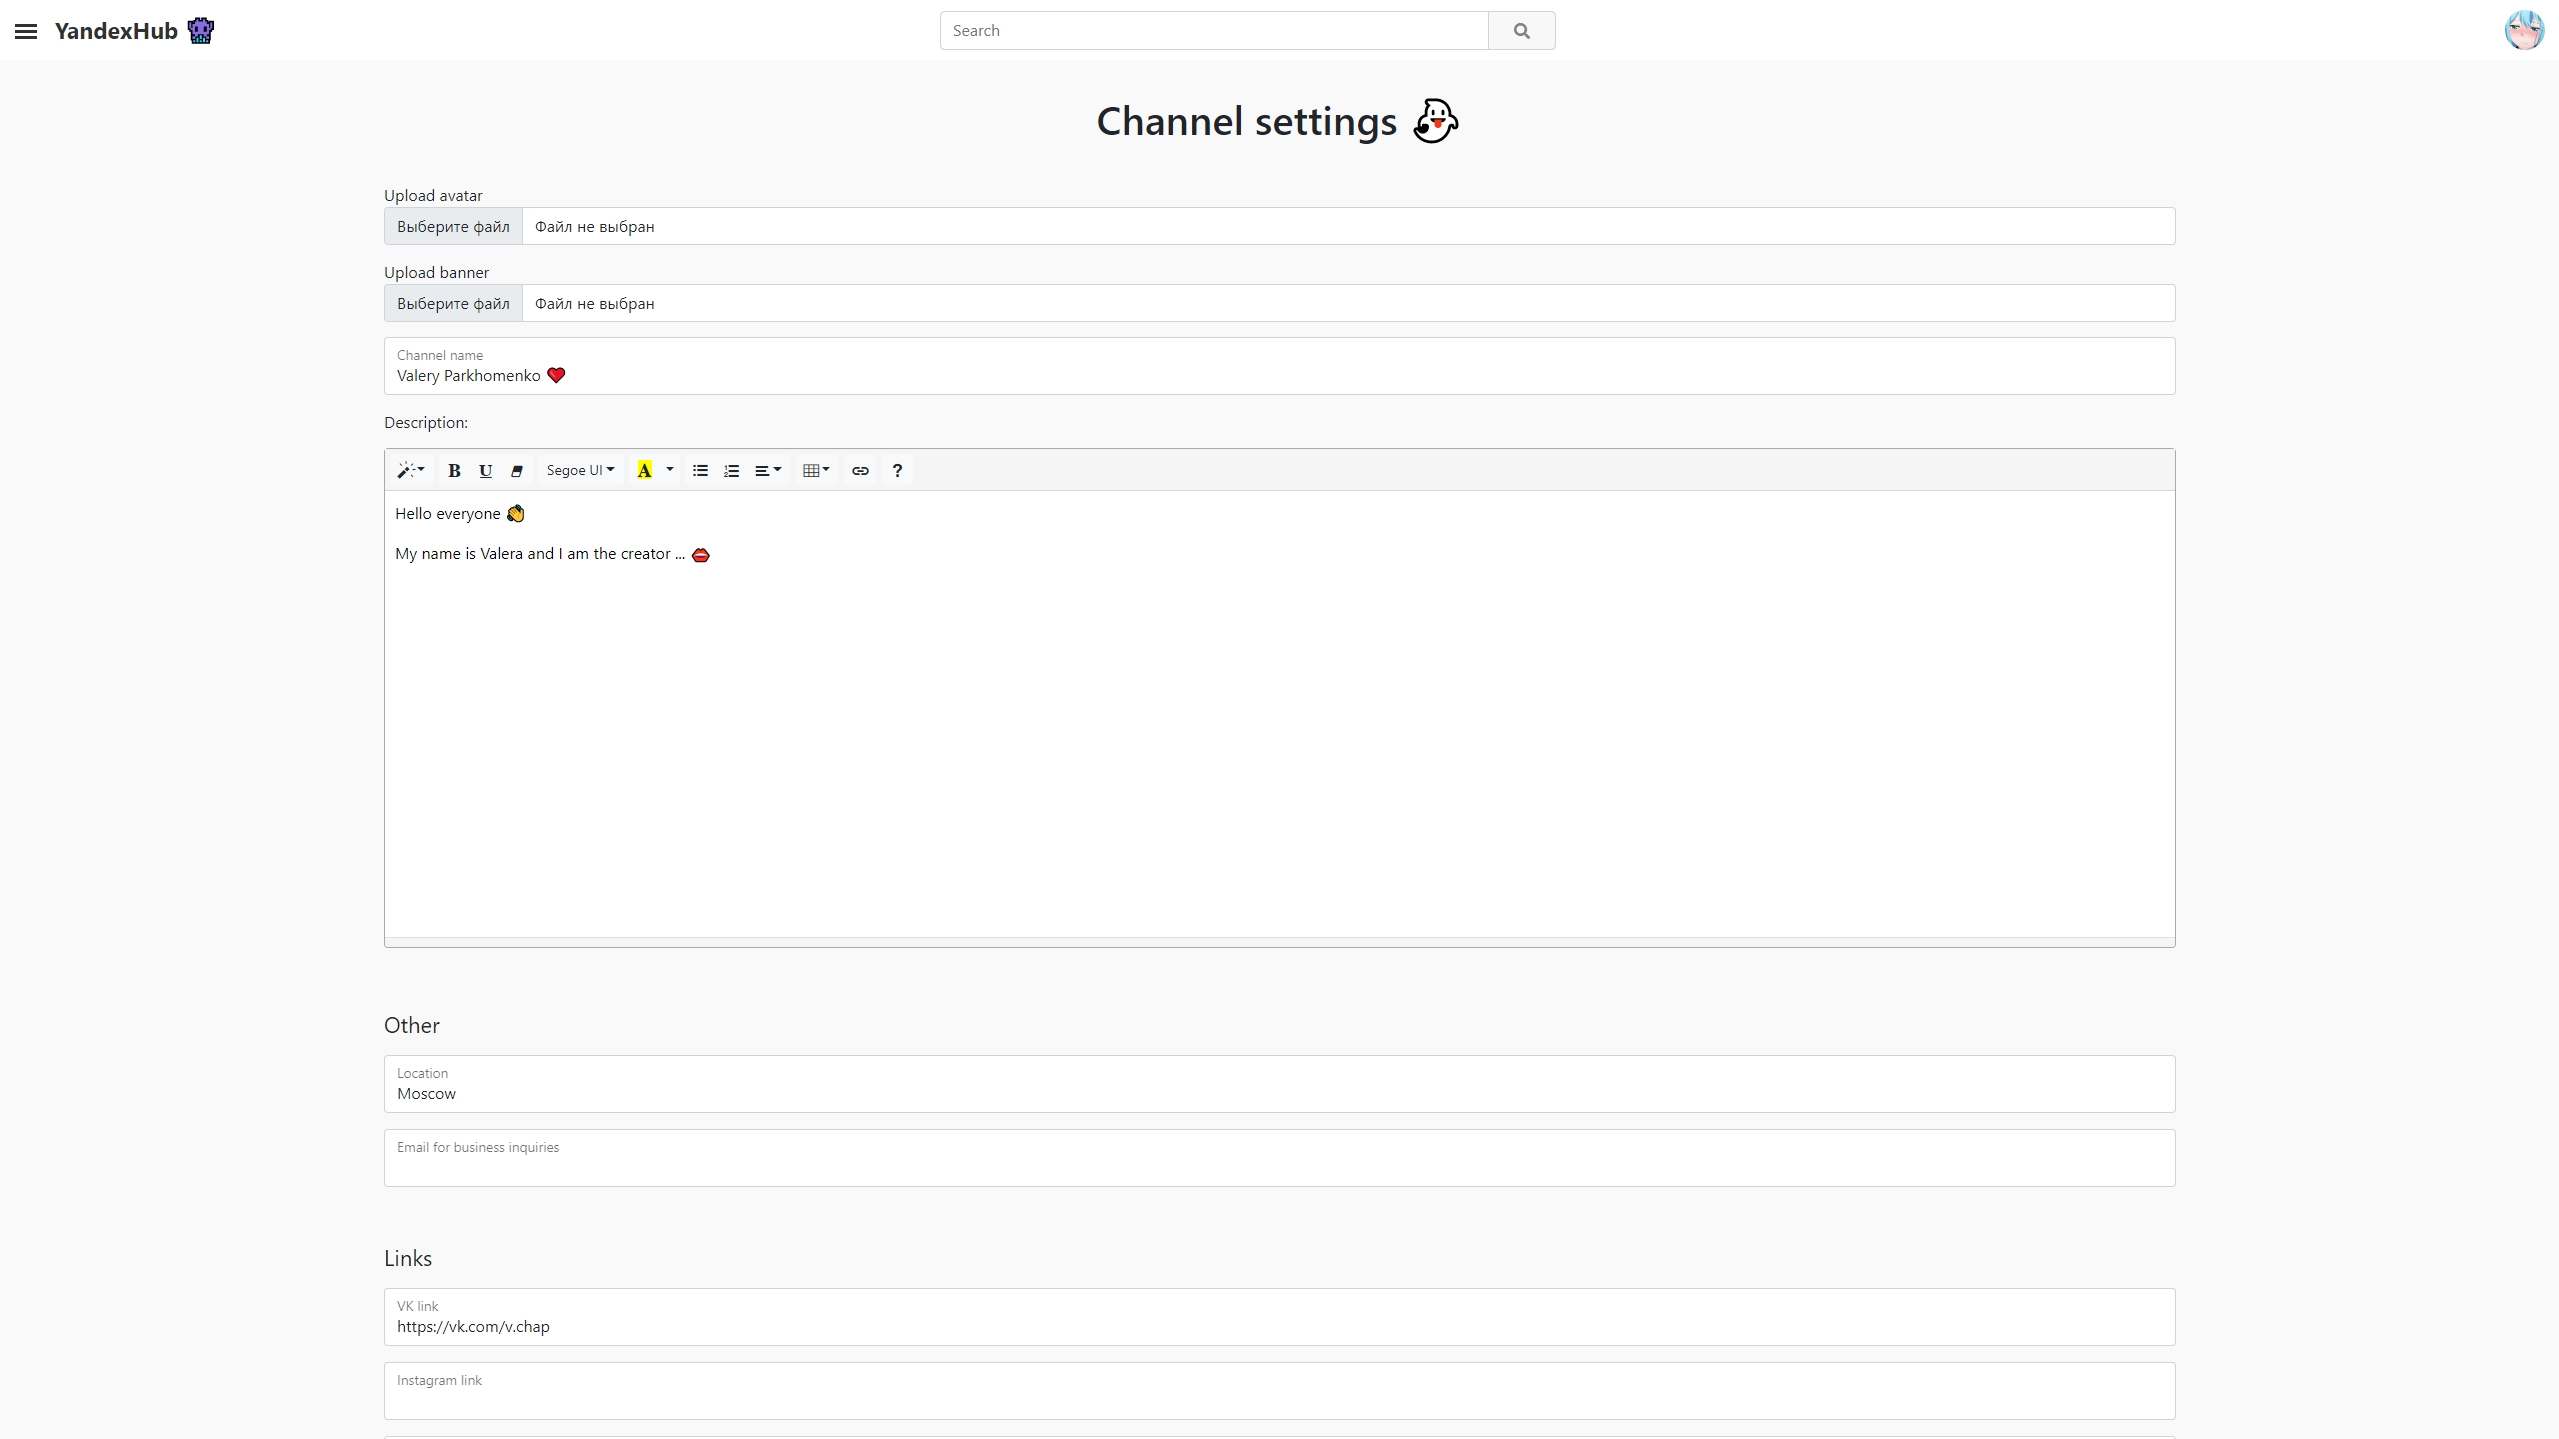 YandexHub
Search
Channel settings
Upload avatar
Выберите файл Файл не выбран
Upload banner
Выберите файл Файл не выбран
Channel name
Valery Parkhomenko ❤️
Description:
B U Segoe UI A ?
Hello everyone 👋
My name is Valera and I am the creator ... 👄
Other
Location
Moscow
Email for business inquiries
Links
VK link
https://vk.com/v.chap
Instagram link